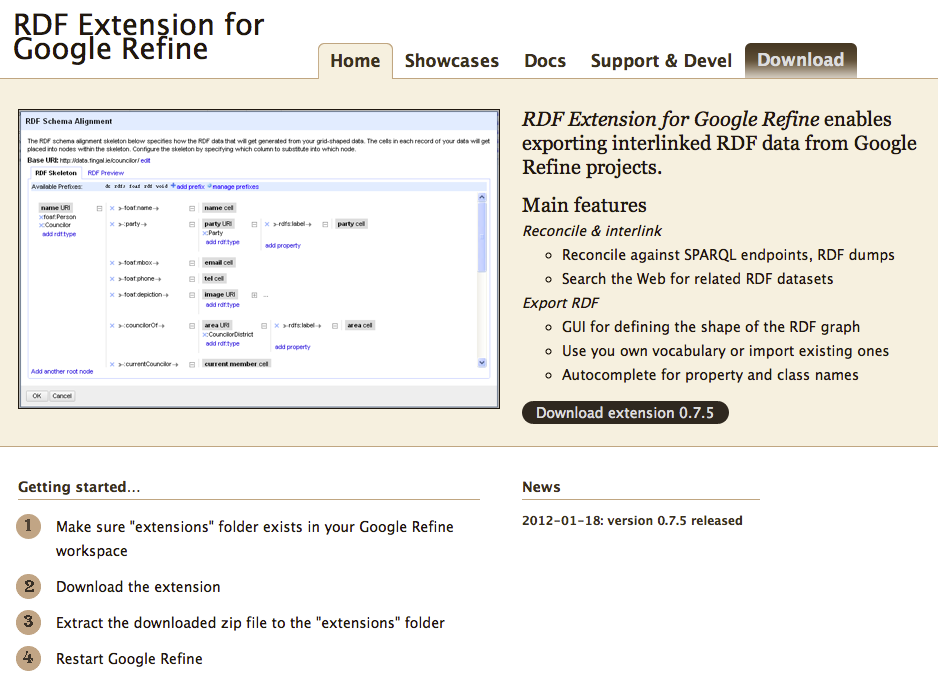 RDF Extension for
Google Refine
Home
Showcases
Docs
Support & Devel
Download
RDF Schema Alignment
The RDF schema alignment skeleton below specifies how the RDF data that will get generated from your grid-shaped data. The cells in each record of your data will get
placed into nodes within the skeleton. Configure the skeleton by specifying which column to substitute into which node.
Base URI: http://data.fingal.ie/councilor/ edit
RDF Skeleton RDF Preview
Available Prefixes: dc rdfs foaf rdf void add prefix manage prefixes
name URI
foaf:Person
Councilor
add rdf:type
foaf:name
name cell
:party
party URI
:Party
add rdf:type
rdfs:label
party cell
add property
foaf:mbox
email cell
foaf:phone
tel cell
foaf:depiction
image URI
...
add rdf:type
:councilorOf
area URI
:CouncilorDistrict
add rdf:type
rdfs:label
area cell
add property
:currentCouncilor
current member cell
Add another root node
OK Cancel
RDF Extension for Google Refine enables
exporting interlinked RDF data from Google
Refine projects.
Main features
Reconcile & interlink
Reconcile against SPARQL endpoints, RDF dumps
Search the Web for related RDF datasets
Export RDF
GUI for defining the shape of the RDF graph
Use you own vocabulary or import existing ones
Autocomplete for property and class names
Download extension 0.7.5
Getting started...
1 Make sure "extensions" folder exists in your Google Refine
workspace
2 Download the extension
3 Extract the downloaded zip file to the "extensions" folder
4 Restart Google Refine
News
2012-01-18: version 0.7.5 released